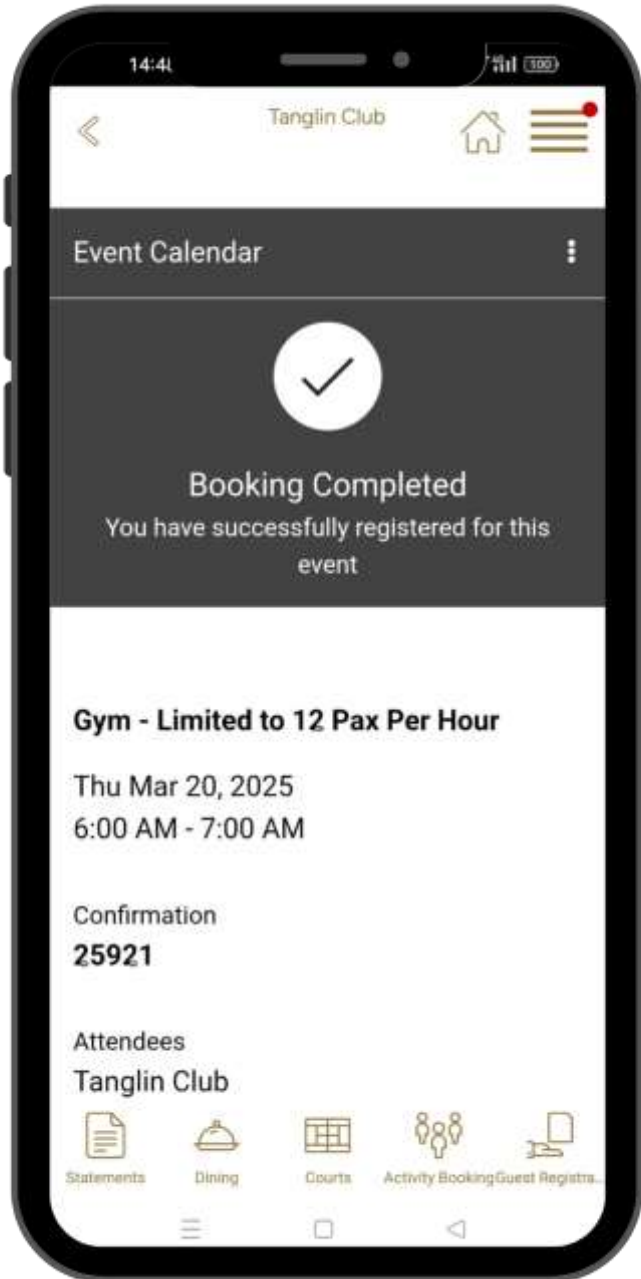 Tanglin Club
Event Calendar
Booking Completed
You have successfully registered for this
event
Gym - Limited to 12 Pax Per Hour
Thu Mar 20, 2025
6:00 AM - 7:00 AM
Confirmation
25921
Attendees
Tanglin Club
Statements Dining Courts Activity Booking Guest Registra...